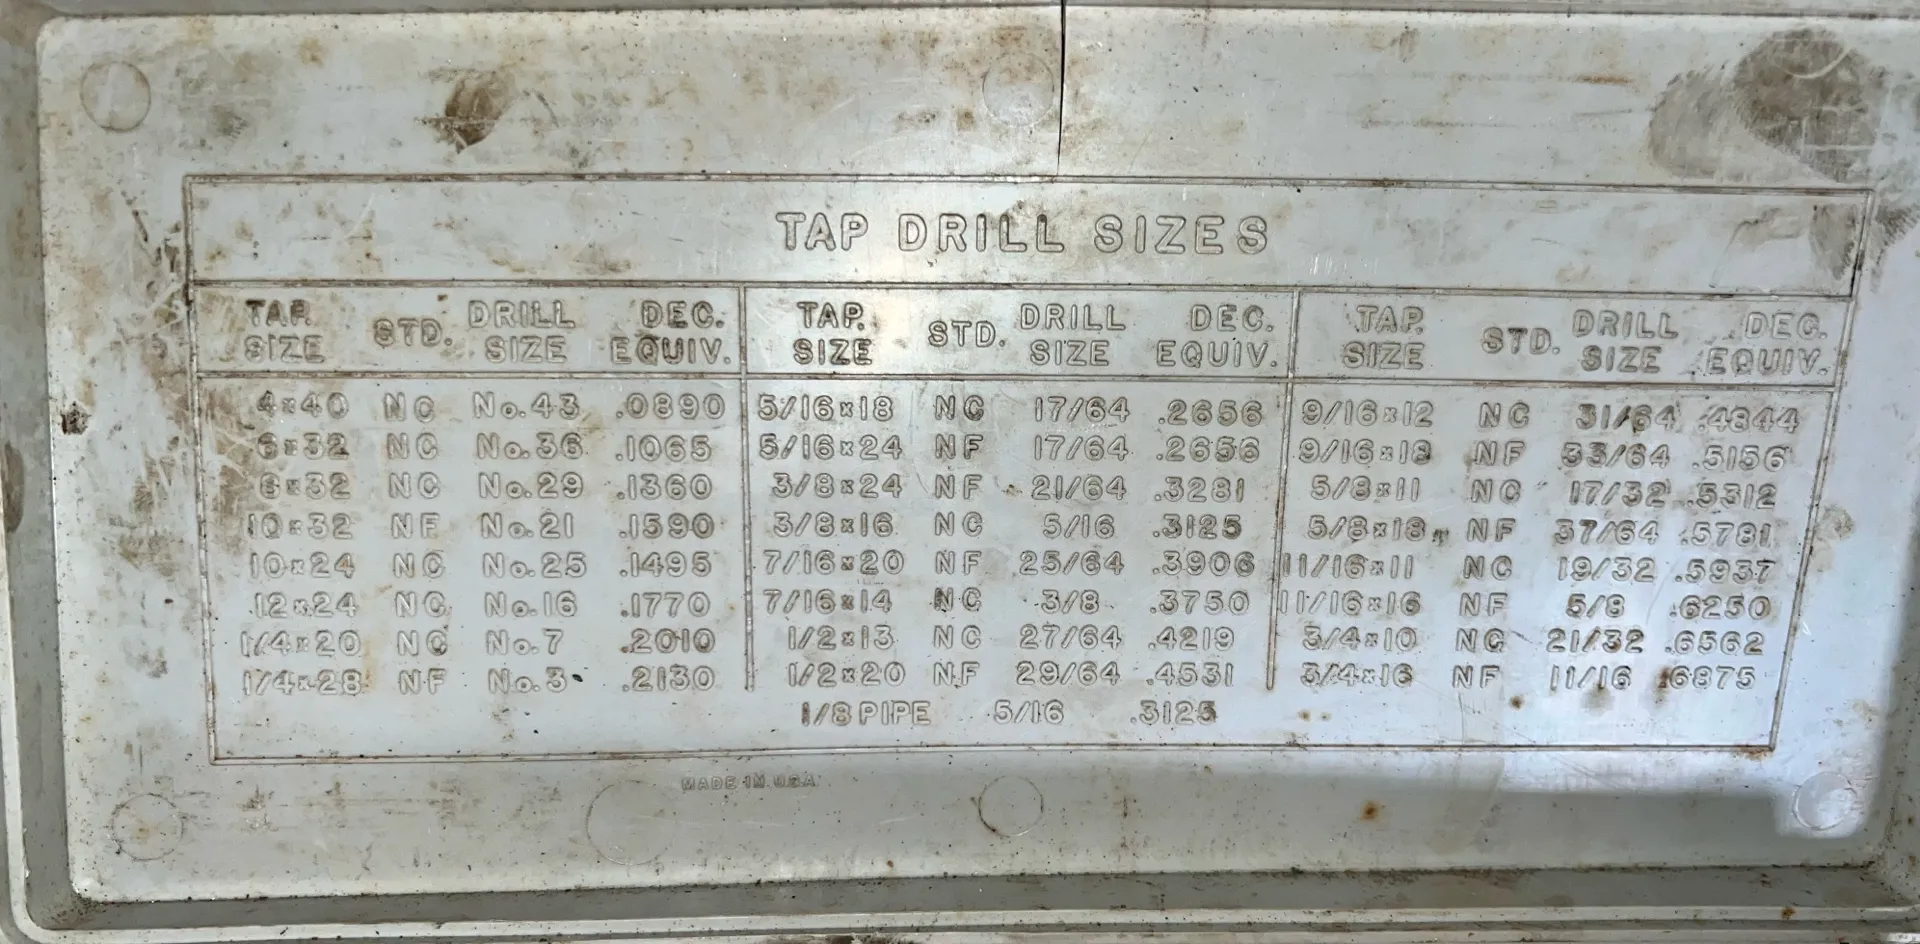 TAP DRILL SIZES
TAP SIZE STD. DRILL SIZE DEC. EQUIV. TAP SIZE STD. DRILL SIZE DEC. EQUIV. TAP SIZE STD. DRILL SIZE DEC. EQUIV.
4x40 NC No.43 .0890 5/16x18 NC 17/64 .2656 9/16x12 NC 31/64 .4844
6x32 NC No.36 .1065 5/16x24 NF 17/64 .2656 9/16x18 NF 33/64 .5156
8x32 NC No.29 .1360 3/8x24 NF 21/64 .3281 5/8x11 NC 17/32 .5312
10x32 NF No.21 .1590 3/8x16 NC 5/16 .3125 5/8x18 NF 37/64 .5781
10x24 NC No.25 .1495 7/16x20 NF 25/64 .3906 11/16x11 NC 19/32 .5937
12x24 NC No.16 .1770 7/16x14 NC 3/8 .3750 11/16x16 NF 5/8 .6250
1/4x20 NC No.7 .2010 1/2x13 NC 27/64 .4219 3/4x10 NC 21/32 .6562
1/4x28 NF No.3 .2130 1/2x20 NF 29/64 .4531 3/4x16 NF 11/16 .6875
1/8 PIPE 5/16 .3125
MADE IN USA